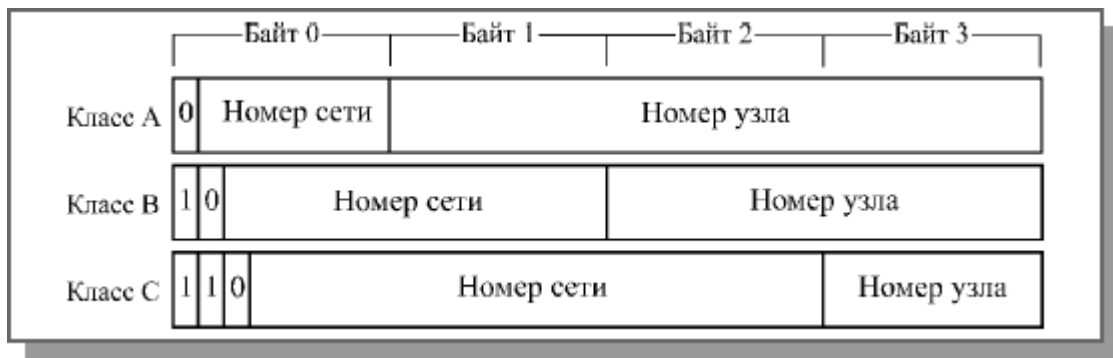 Байт 0 Байт 1 Байт 2 Байт 3
Класс A 0 Номер сети Номер узла
Класс B 1 0 Номер сети Номер узла
Класс C 1 1 0 Номер сети Номер узла